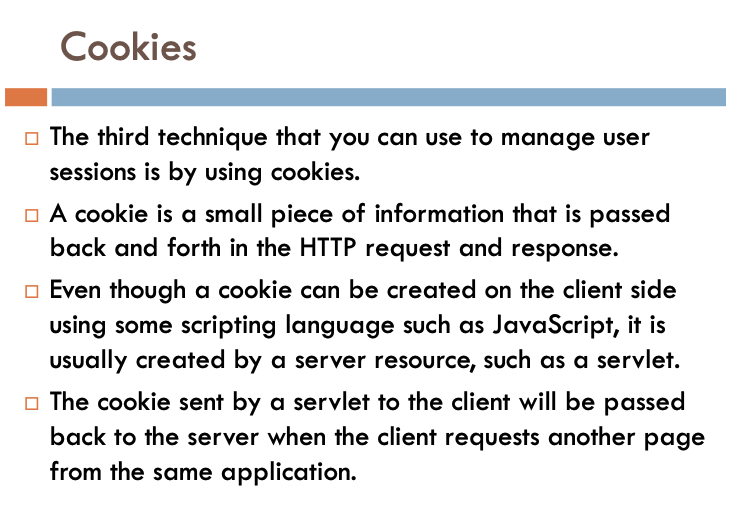 Cookies
The third technique that you can use to manage user
sessions is by using cookies.
A cookie is a small piece of information that is passed
back and forth in the HTTP request and response.
Even though a cookie can be created on the client side
using some scripting language such as JavaScript, it is
usually created by a server resource, such as a servlet.
The cookie sent by a servlet to the client will be passed
back to the server when the client requests another page
from the same application.